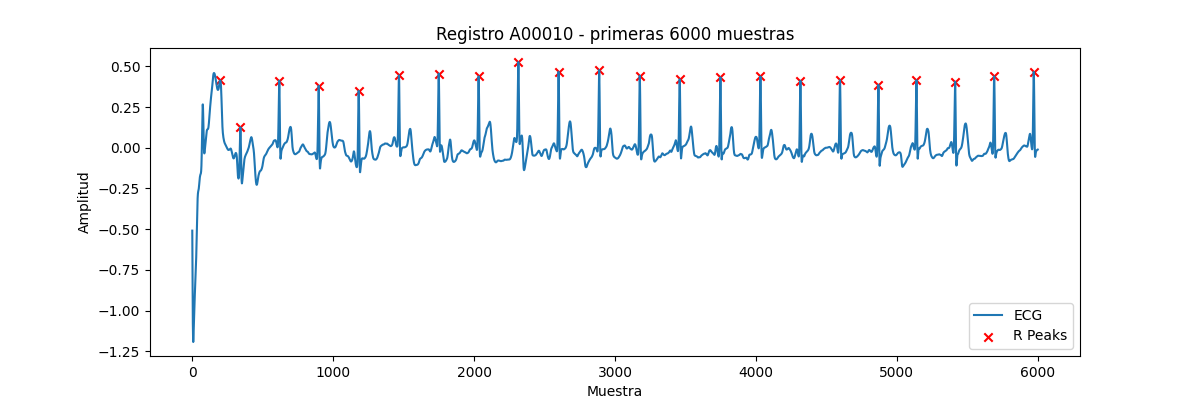 Registro A00010 - primeras 6000 muestras
Amplitud
0.50
0.25
0.00
−0.25
−0.50
−0.75
−1.00
−1.25
ECG
R Peaks
0 1000 2000 3000 4000 5000 6000
Muestra